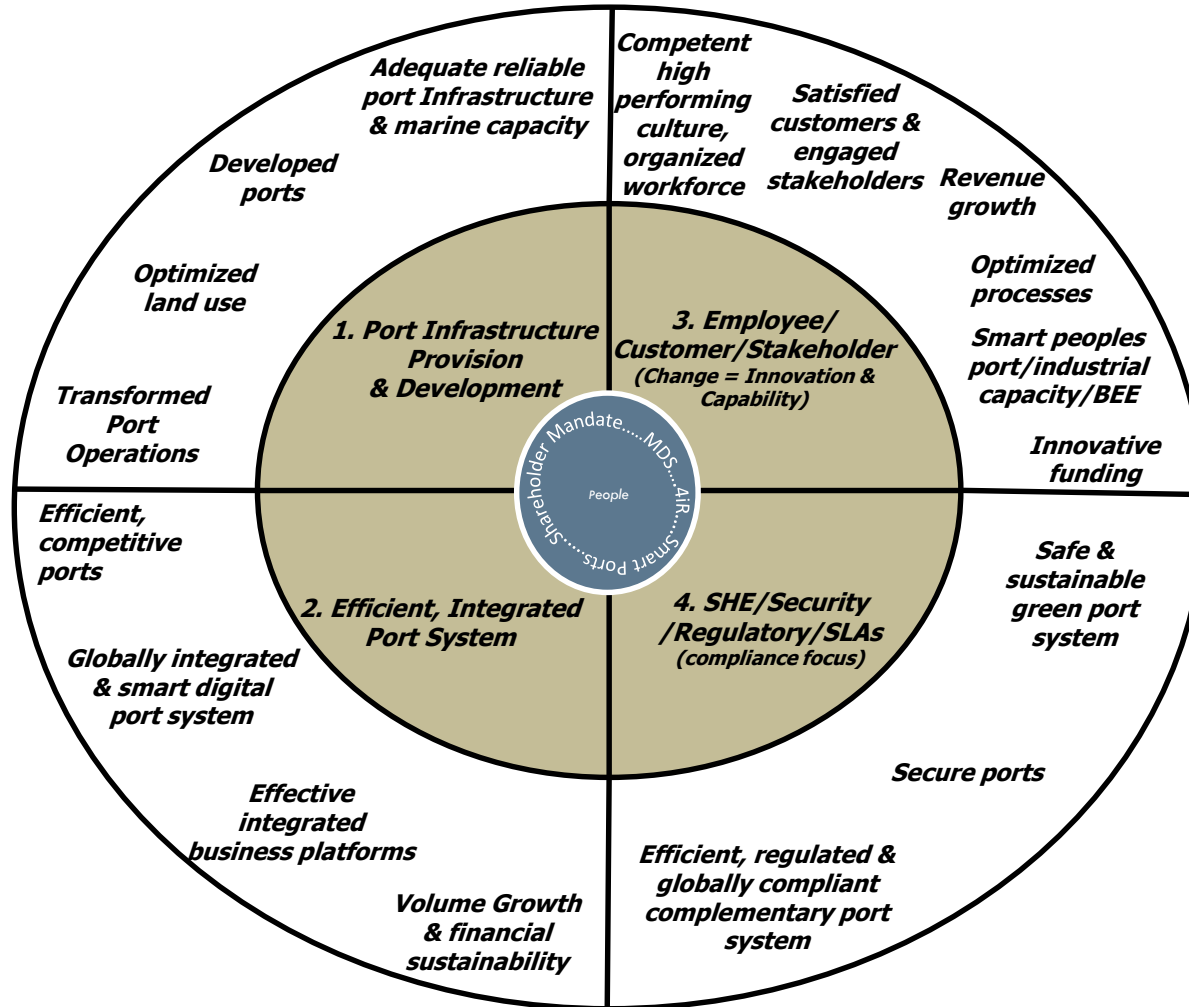 Adequate reliable
port Infrastructure
& marine capacity
Developed
ports
Optimized
land use
Transformed
Port
Operations
1. Port Infrastructure
Provision
& Development
Competent
high
performing
culture,
organized
workforce
Satisfied
customers &
engaged
stakeholders
Revenue
growth
Optimized
processes
Smart peoples
port/industrial
capacity/BEE
Innovative
funding
3. Employee/
Customer/Stakeholder
(Change = Innovation &
Capability)
Shareholder Mandate.....MDS....4iR......Smart Ports......
People
Efficient,
competitive
ports
Globally integrated
& smart digital
port system
Effective
integrated
business platforms
Volume Growth
& financial
sustainability
2. Efficient, Integrated
Port System
4. SHE/Security
/Regulatory/SLAs
(compliance focus)
Safe &
sustainable
green port
system
Secure ports
Efficient, regulated &
globally compliant
complementary port
system